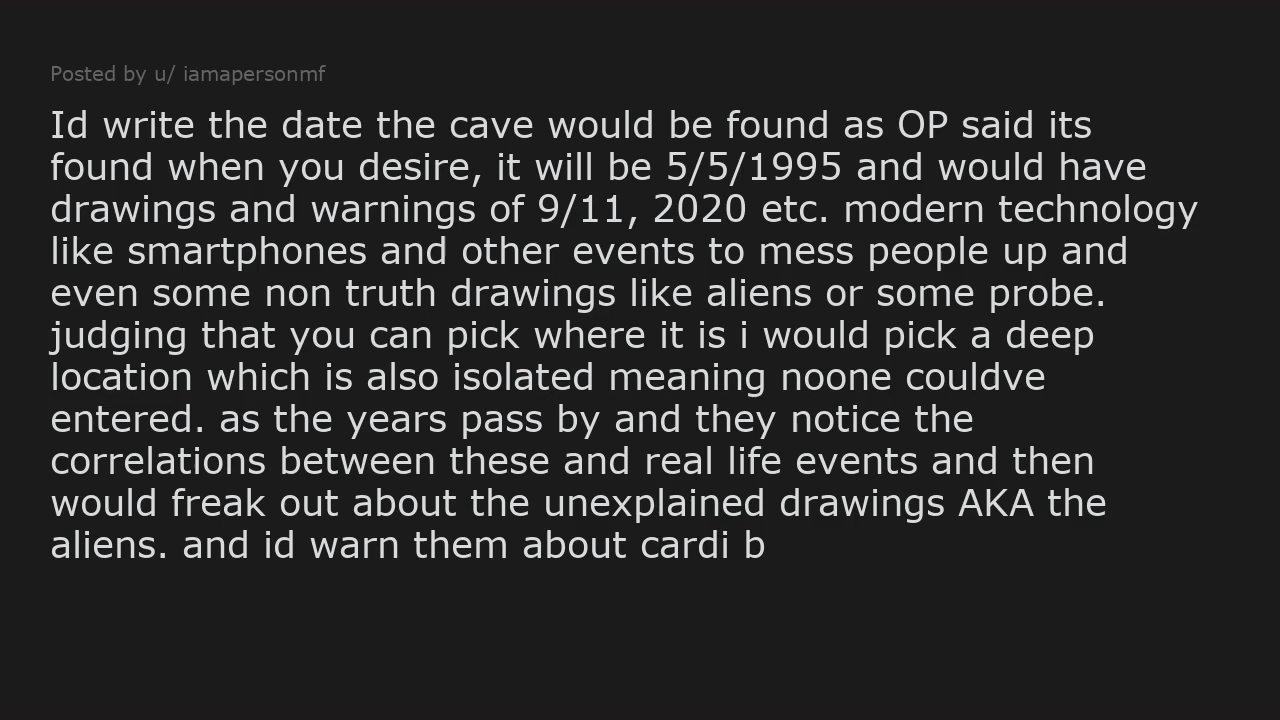 Posted by u/ iamapersonmf
Id write the date the cave would be found as OP said its
found when you desire, it will be 5/5/1995 and would have
drawings and warnings of 9/11, 2020 etc. modern technology
like smartphones and other events to mess people up and
even some non truth drawings like aliens or some probe.
judging that you can pick where it is i would pick a deep
location which is also isolated meaning noone couldve
entered. as the years pass by and they notice the
correlations between these and real life events and then
would freak out about the unexplained drawings AKA the
aliens. and id warn them about cardi b